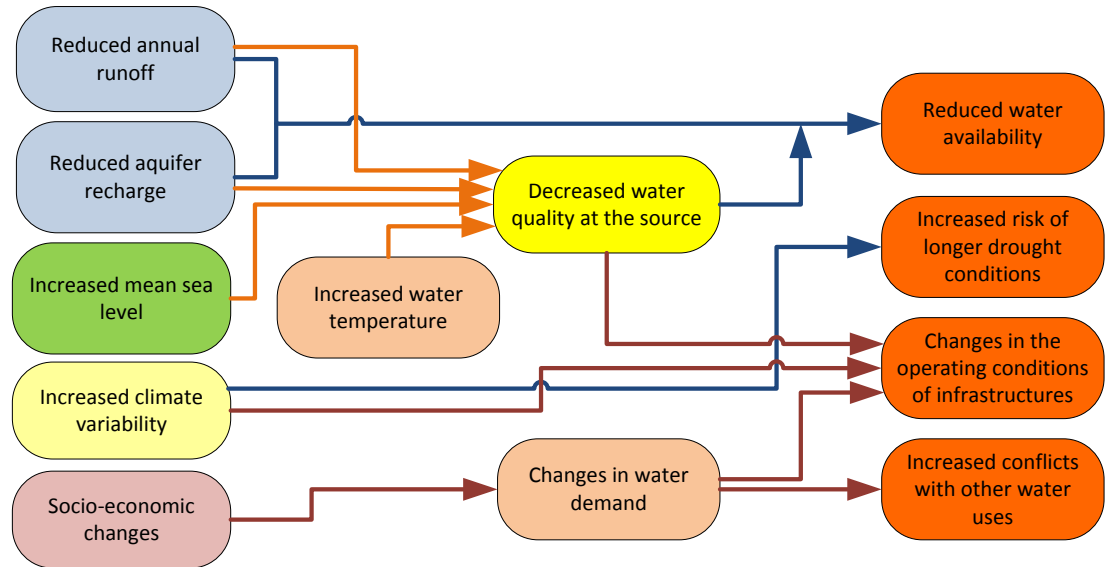 Reduced annual
runoff
Reduced aquifer
recharge
Increased mean sea
level
Increased climate
variability
Socio-economic
changes
Increased water
temperature
Decreased water
quality at the source
Changes in water
demand
Reduced water
availability
Increased risk of
longer drought
conditions
Changes in the
operating conditions
of infrastructures
Increased conflicts
with other water
uses